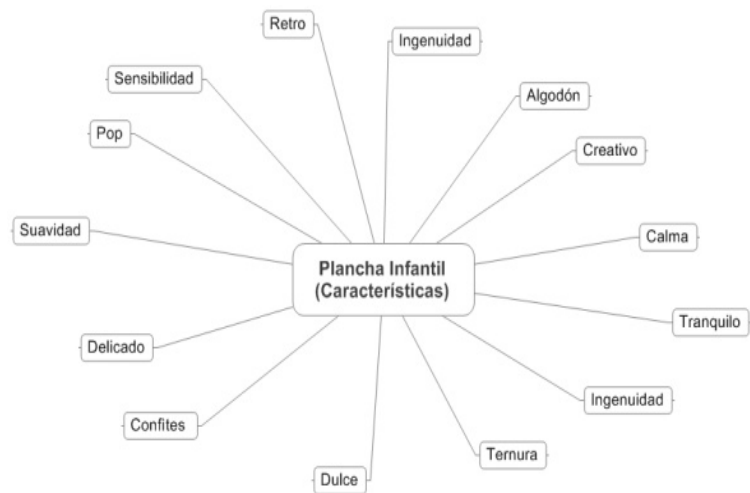 Retro
Ingenuidad
Sensibilidad
Algodón
Pop
Creativo
Suavidad
Calma
Plancha Infantil
(Características)
Tranquilo
Delicado
Ingenuidad
Confites
Ternura
Dulce